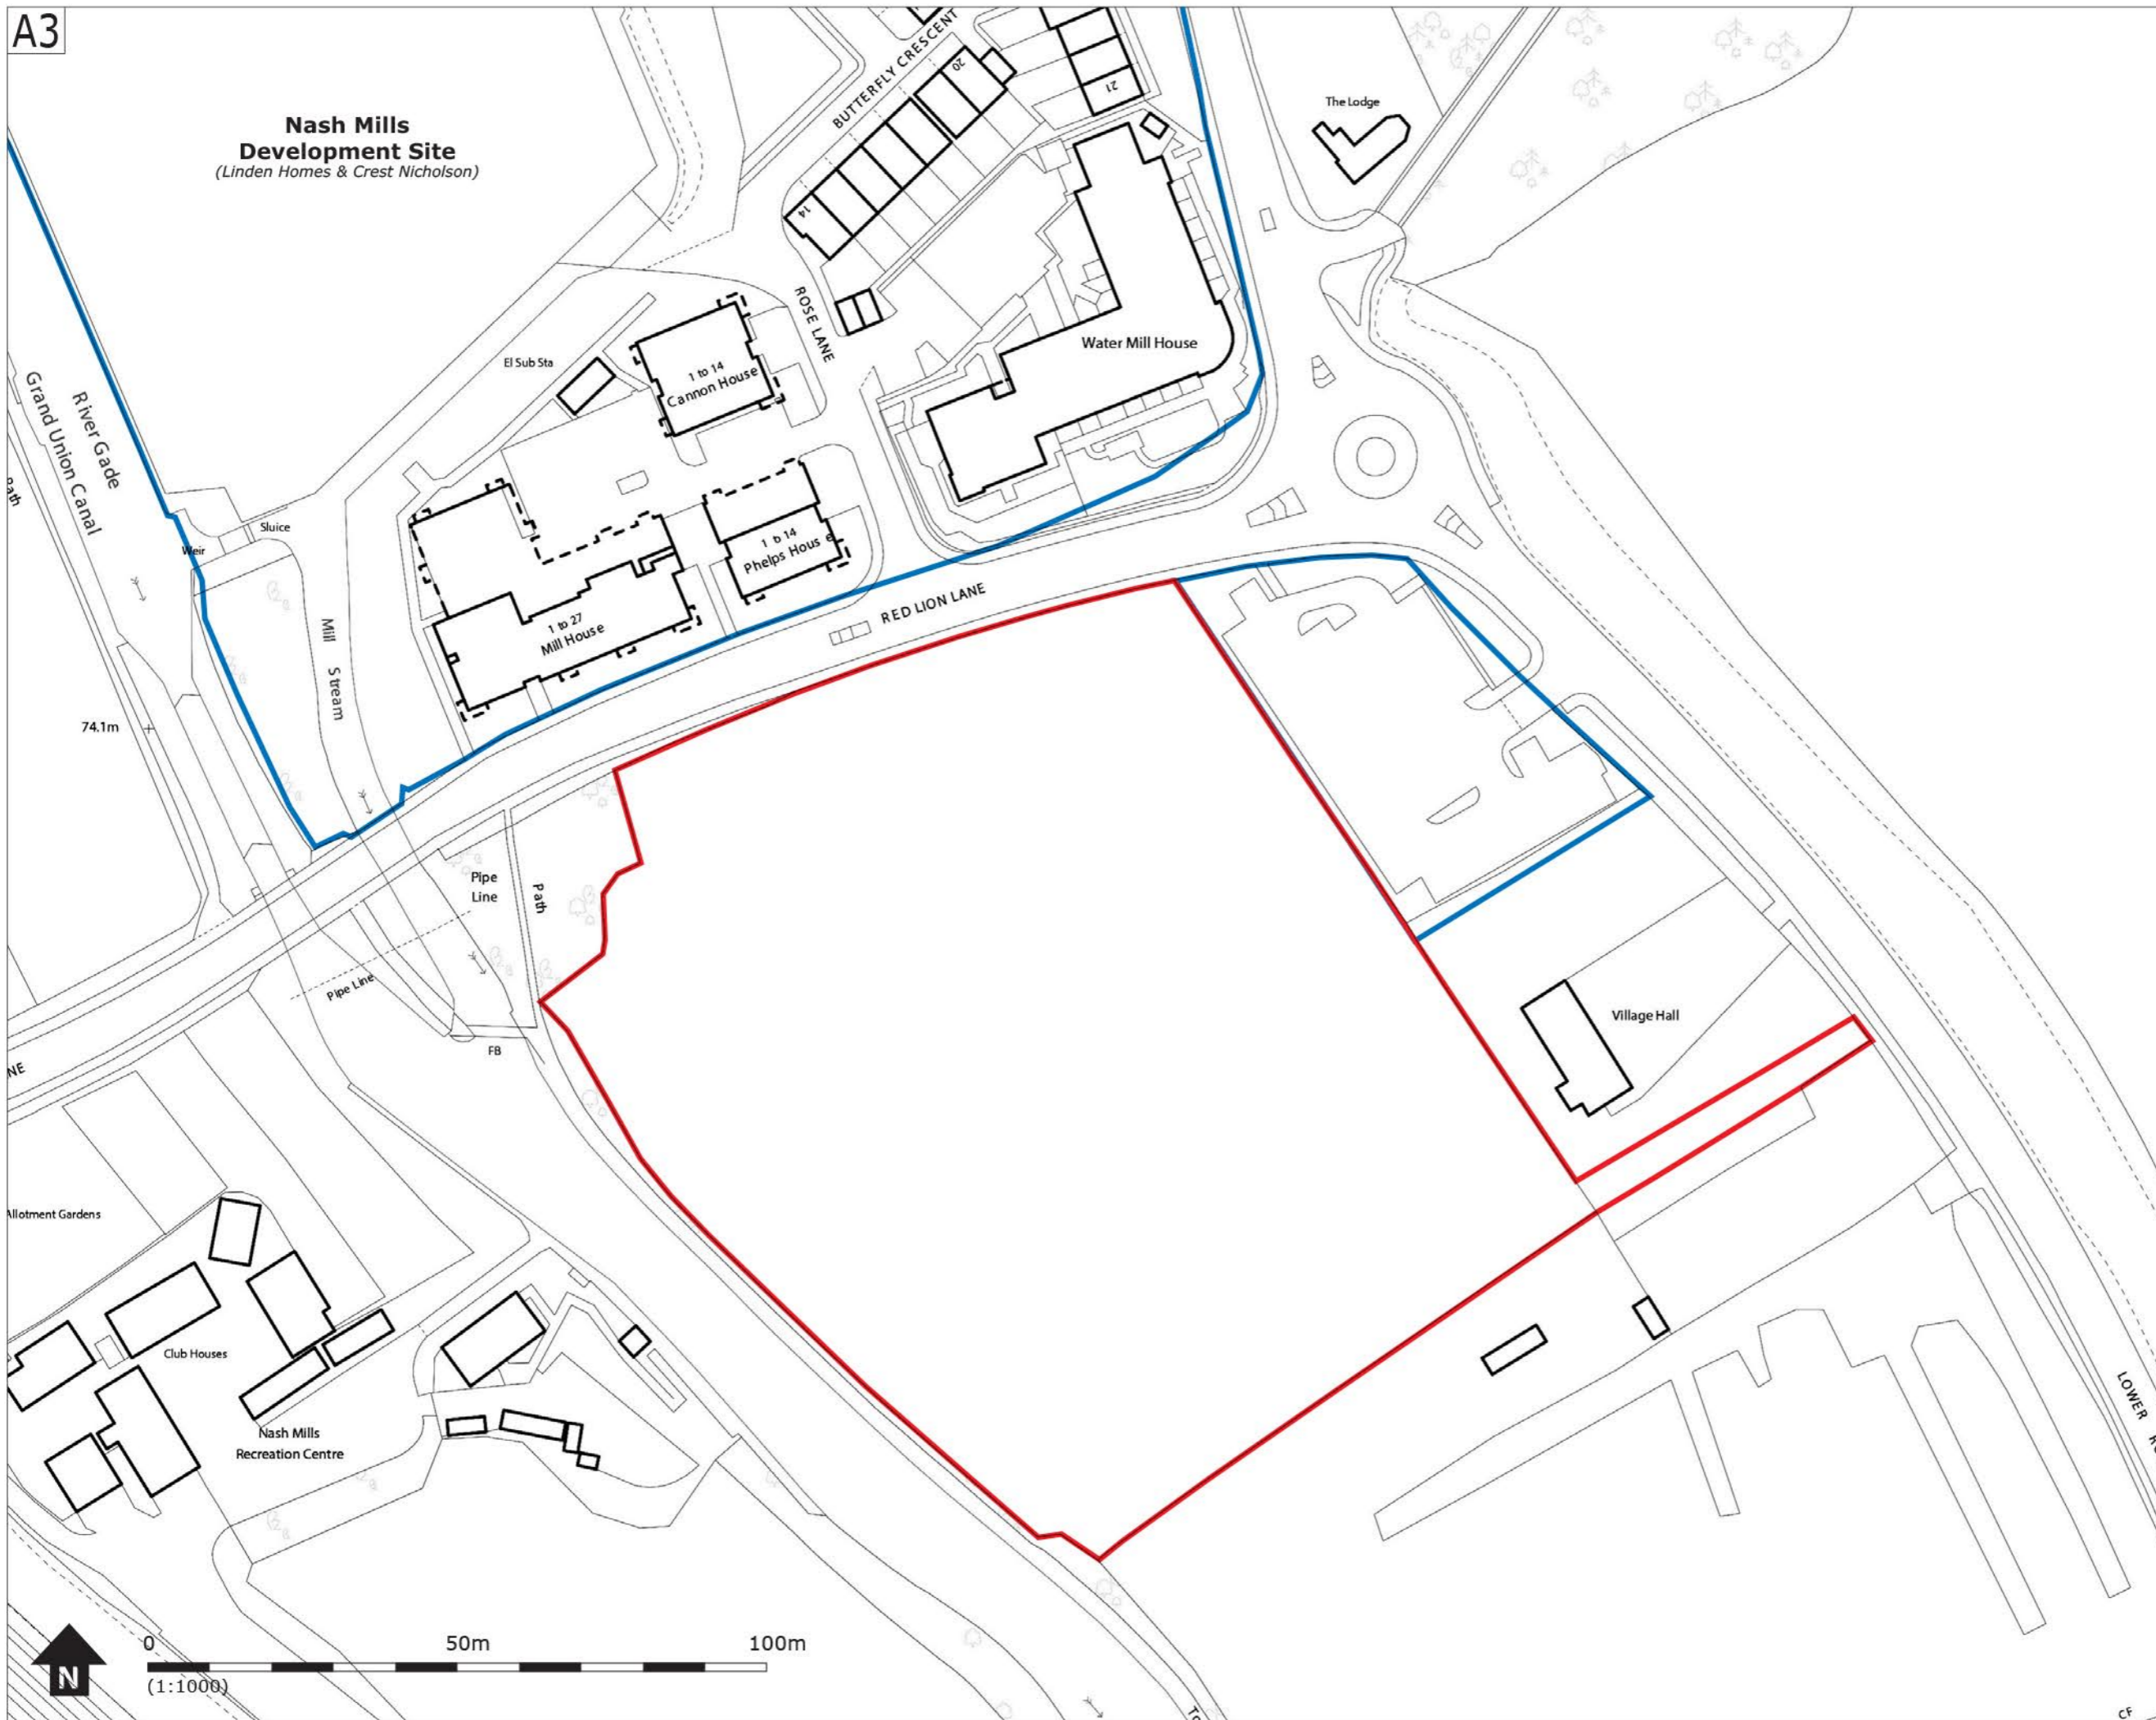 A3
Nash Mills
Development Site
(Linden Homes & Crest Nicholson)
BUTTERFLY CRESCENT
20
21
14
The Lodge
ROSE LANE
Water Mill House
El Sub Sta
1 to 14
Cannon House
River Gade
Grand Union Canal
Path
Sluice
Weir
1 to 14
Phelps House
1 to 27
Mill House
RED LION LANE
Mill Stream
74.1m
Pipe
Line
Path
Pipe Line
FB
NE
Village Hall
Allotment Gardens
Club Houses
Nash Mills
Recreation Centre
LOWER
0 50m 100m
(1:1000)
N
CF